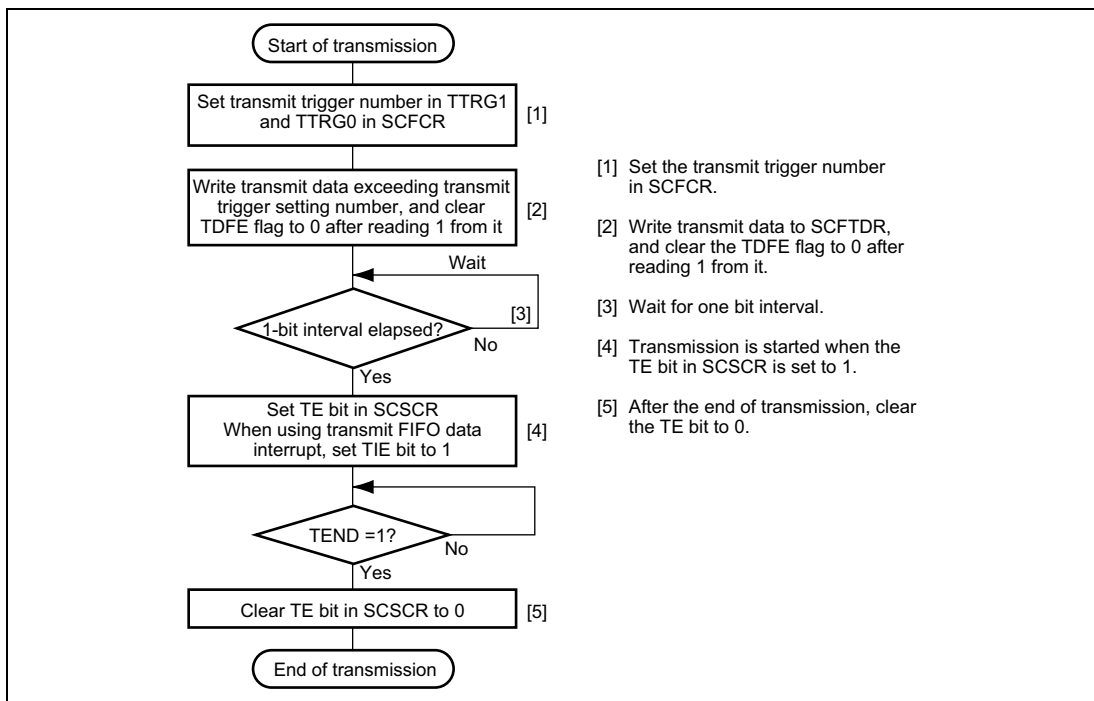 Start of transmission
Set transmit trigger number in TTRG1
and TTRG0 in SCFCR
[1]
Write transmit data exceeding transmit
trigger setting number, and clear
TDFE flag to 0 after reading 1 from it
[2]
Wait
1-bit interval elapsed?
[3]
No
Yes
Set TE bit in SCSCR
When using transmit FIFO data
interrupt, set TIE bit to 1
[4]
TEND =1?
No
Yes
Clear TE bit in SCSCR to 0
[5]
End of transmission
[1] Set the transmit trigger number
in SCFCR.
[2] Write transmit data to SCFTDR,
and clear the TDFE flag to 0 after
reading 1 from it.
[3] Wait for one bit interval.
[4] Transmission is started when the
TE bit in SCSCR is set to 1.
[5] After the end of transmission, clear
the TE bit to 0.